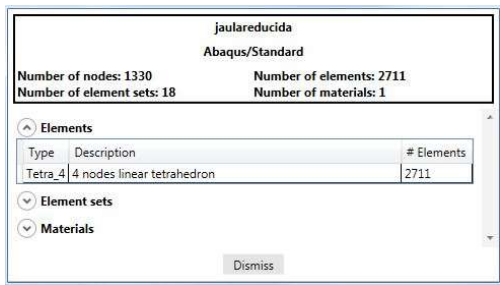 jaulareducida
Abaqus/Standard
Number of nodes: 1330 Number of elements: 2711
Number of element sets: 18 Number of materials: 1
Elements
Type Description # Elements
Tetra_4 4 nodes linear tetrahedron 2711
Element sets
Materials
Dismiss